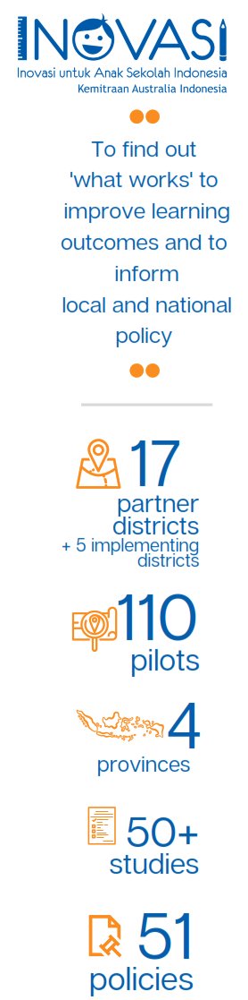 INOVASI
Inovasi untuk Anak Sekolah Indonesia
Kemitraan Australia Indonesia
To find out
'what works' to
improve learning
outcomes and to
inform
local and national
policy
17
partner
districts
+ 5 implementing
districts
110
pilots
4
provinces
50+
studies
51
policies